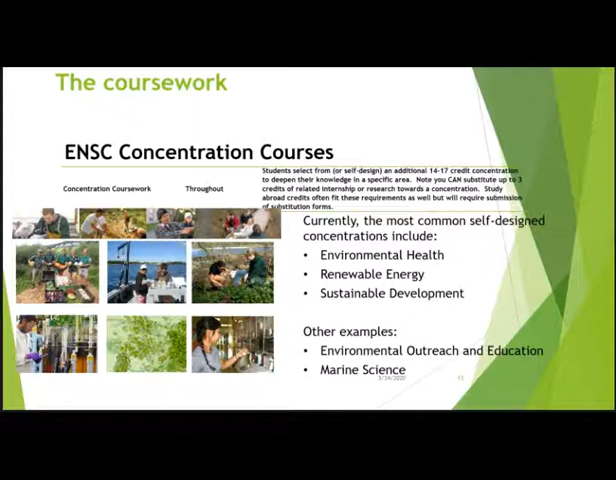 The coursework
ENSC Concentration Courses
Concentration Coursework
Throughout
Students select from (or self-design) an additional 14-17 credit concentration
to deepen their knowledge in a specific area. Note you CAN substitute up to 3
credits of related internship or research towards a concentration. Study
abroad credits often fit these requirements as well but will require submission
of substitution forms.
Currently, the most common self-designed
concentrations include:
• Environmental Health
• Renewable Energy
• Sustainable Development
Other examples:
• Environmental Outreach and Education
• Marine Science
3/24/2020
13